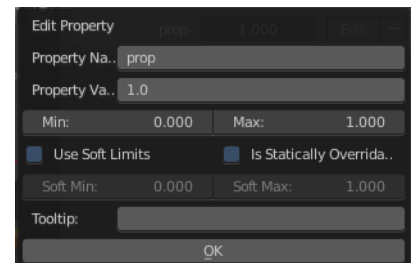 Edit Property prop 1.000 Edit
Property Na.. prop
Property Va.. 1.0
Min: 0.000 Max: 1.000
Use Soft Limits Is Statically Overrida..
Soft Min: 0.000 Soft Max: 1.000
Tooltip:
OK